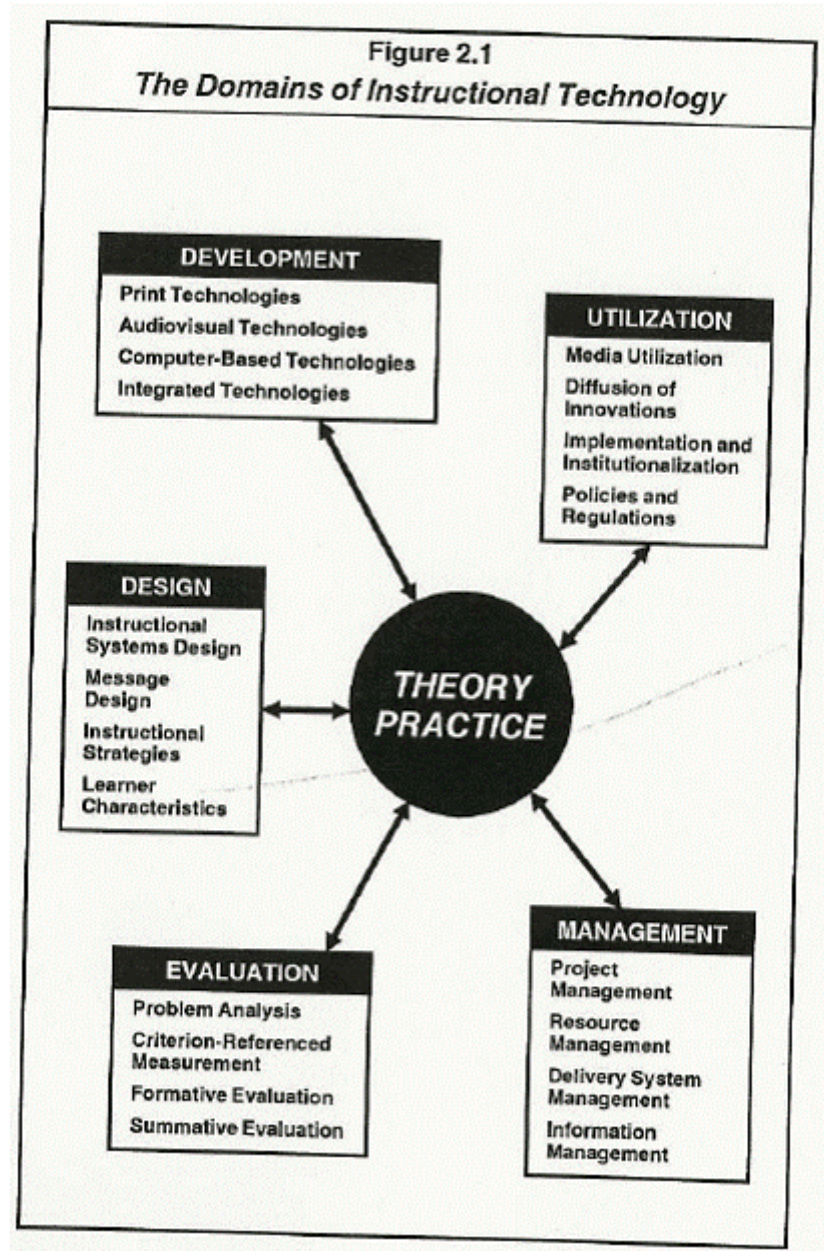 Figure 2.1
The Domains of Instructional Technology
DEVELOPMENT
Print Technologies
Audiovisual Technologies
Computer-Based Technologies
Integrated Technologies
UTILIZATION
Media Utilization
Diffusion of
Innovations
Implementation and
Institutionalization
Policies and
Regulations
DESIGN
Instructional
Systems Design
Message
Design
Instructional
Strategies
Learner
Characteristics
THEORY
PRACTICE
EVALUATION
Problem Analysis
Criterion-Referenced
Measurement
Formative Evaluation
Summative Evaluation
MANAGEMENT
Project
Management
Resource
Management
Delivery System
Management
Information
Management